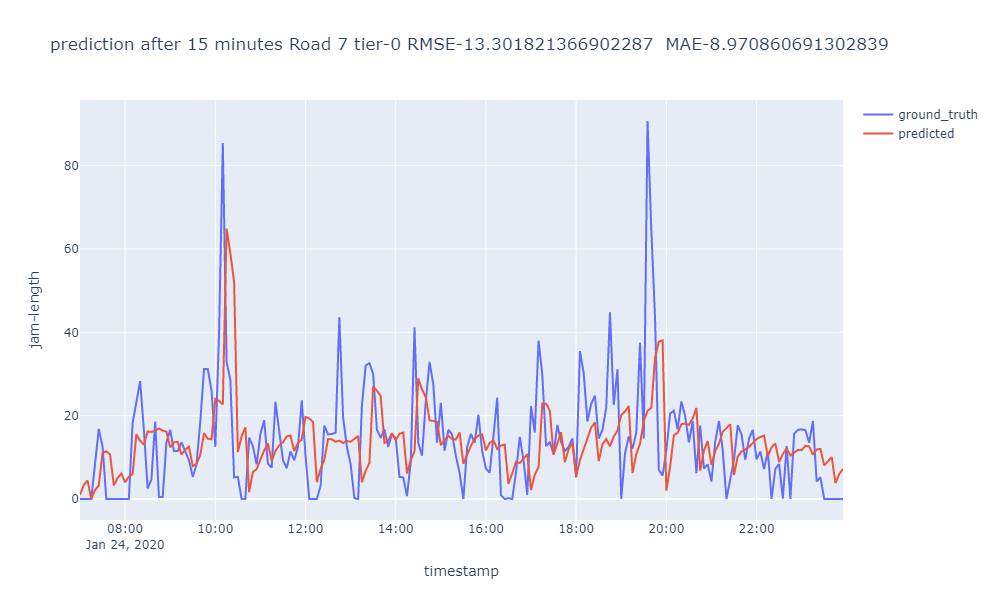 prediction after 15 minutes Road 7 tier-0 RMSE-13.301821366902287  MAE-8.970860691302839
ground_truth
predicted
80
60
40
20
0
jam-length
08:00 10:00 12:00 14:00 16:00 18:00 20:00 22:00
Jan 24, 2020
timestamp